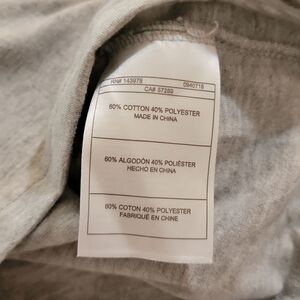 RN# 143978 0940718
CA# 57289
60% COTTON 40% POLYESTER
MADE IN CHINA
60% ALGODÓN 40% POLIÉSTER
HECHO EN CHINA
60% COTON 40% POLYESTER
FABRIQUÉ EN CHINE